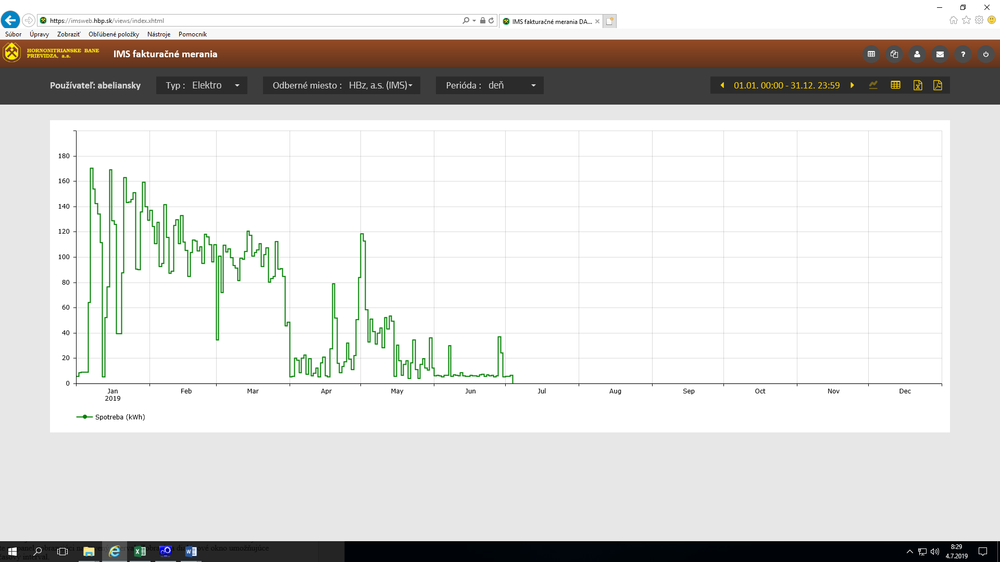 https://imsweb.hbp.sk/views/index.xhtml
IMS fakturačné merania DA...
Súbor Úpravy Zobraziť Obľúbené položky Nástroje Pomocník
HORNONITRIANSKE BANE
PRIEVIDZA, a.s.
IMS fakturačné merania
Používateľ: abeliansky Typ : Elektro Odberné miesto : HBz, a.s. (IMS) Perióda : deň 01.01. 00:00 - 31.12. 23:59
180
160
140
120
100
80
60
40
20
0
Jan Feb Mar Apr May Jun Jul Aug Sep Oct Nov Dec
2019
Spotreba (kWh)
dialógové okno umožňujúce
časový interval.
8:29
4.7.2019